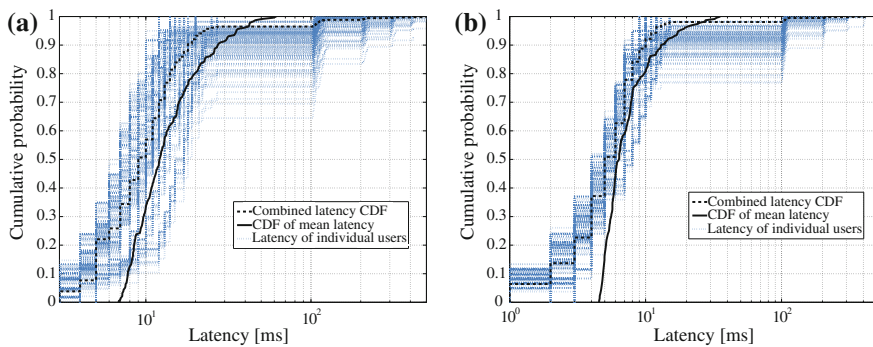 (a)
Cumulative probability
1
0.9
0.8
0.7
0.6
0.5
0.4
0.3
0.2
0.1
0
Combined latency CDF
CDF of mean latency
Latency of individual users
10^1
10^2
Latency [ms]
(b)
Cumulative probability
1
0.9
0.8
0.7
0.6
0.5
0.4
0.3
0.2
0.1
0
Combined latency CDF
CDF of mean latency
Latency of individual users
10^0
10^1
10^2
Latency [ms]